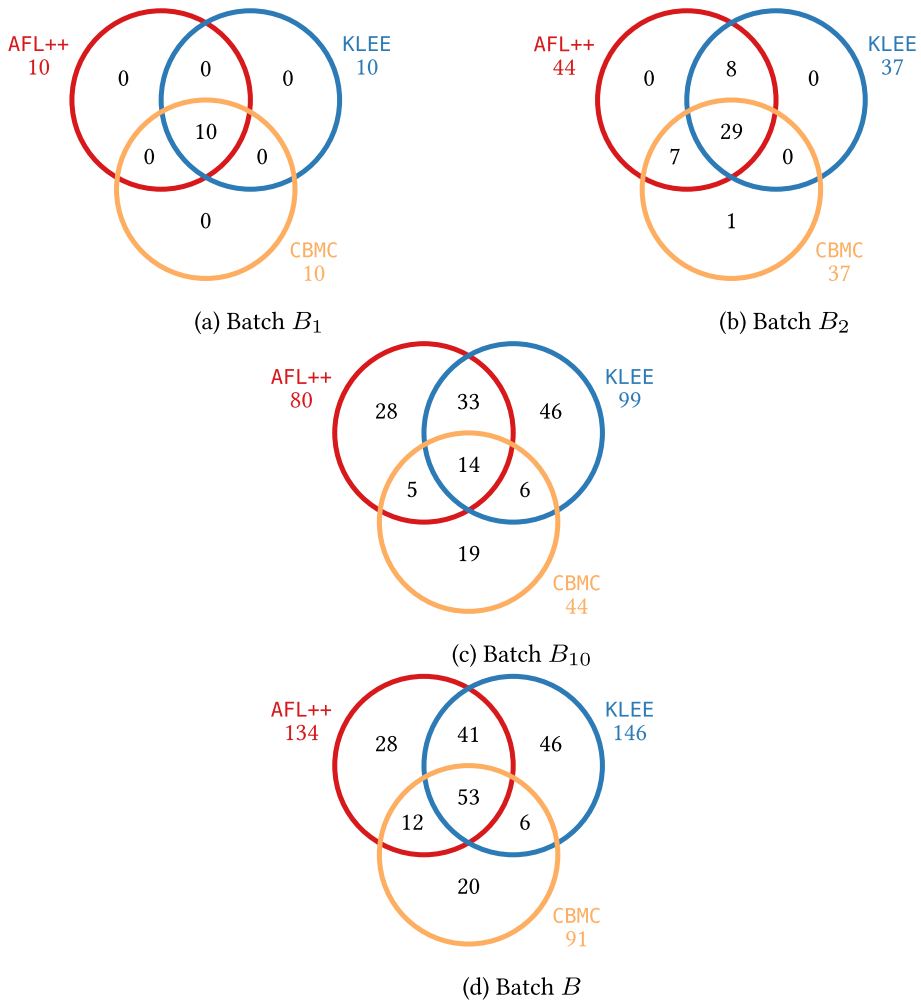 AFL++
10
KLEE
10
0
0
0
10
0
0
0
CBMC
10
(a) Batch B1
AFL++
44
KLEE
37
0
8
0
29
7
0
1
CBMC
37
(b) Batch B2
AFL++
80
KLEE
99
28
33
46
14
5
6
19
CBMC
44
(c) Batch B10
AFL++
134
KLEE
146
28
41
46
53
12
6
20
CBMC
91
(d) Batch B